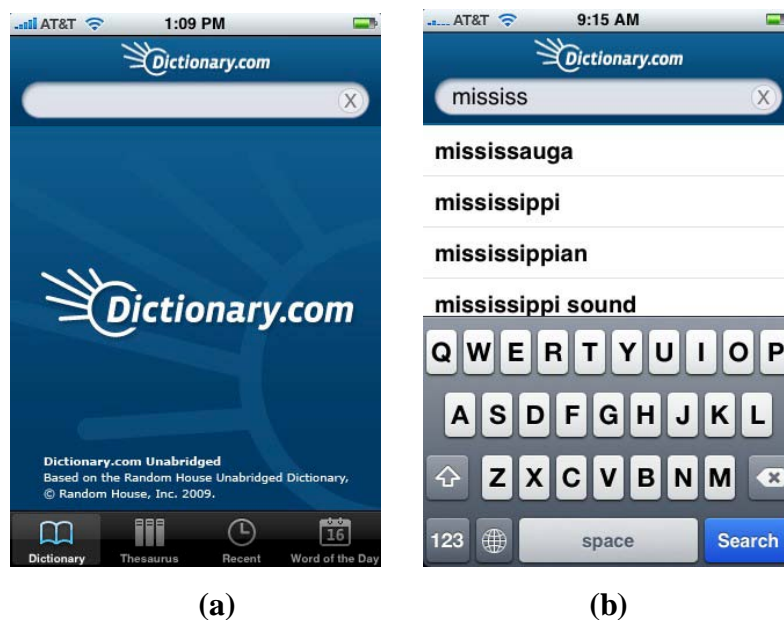 AT&T 1:09 PM
Dictionary.com
X
Dictionary.com
Dictionary.com Unabridged
Based on the Random House Unabridged Dictionary,
© Random House, Inc. 2009.
16
Dictionary Thesaurus Recent Word of the Day
(a)
AT&T 9:15 AM
Dictionary.com
mississ X
mississauga
mississippi
mississippian
mississippi sound
Q W E R T Y U I O P
A S D F G H J K L
Z X C V B N M
123 space Search
(b)